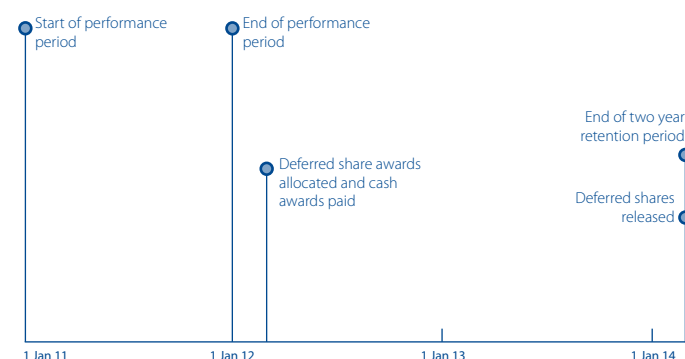 Start of performance
period
End of performance
period
End of two year
retention period
Deferred share awards
allocated and cash
awards paid
Deferred shares
released
1 Jan 11
1 Jan 12
1 Jan 13
1 Jan 14